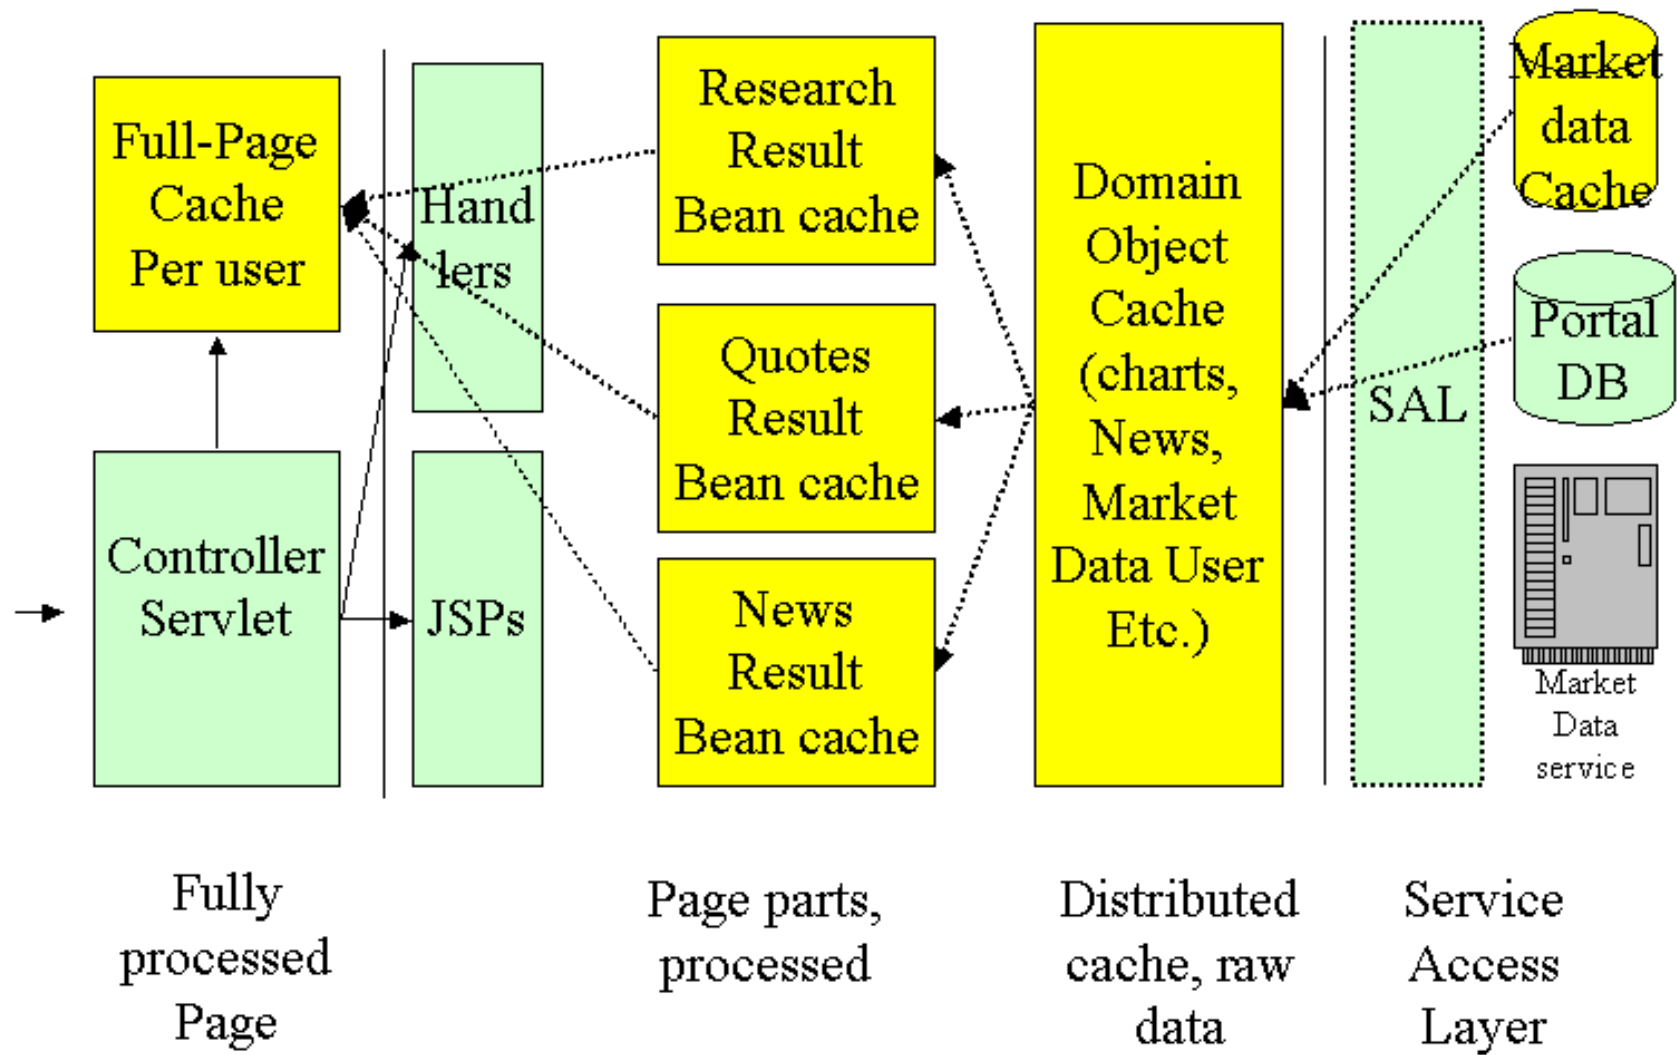 Full-Page
Cache
Per user
Controller
Servlet
Hand
lers
JSPs
Research
Result
Bean cache
Quotes
Result
Bean cache
News
Result
Bean cache
Domain
Object
Cache
(charts,
News,
Market
Data User
Etc.)
SAL
Market
data
Cache
Portal
DB
Market
Data
service
Fully
processed
Page
Page parts,
processed
Distributed
cache, raw
data
Service
Access
Layer